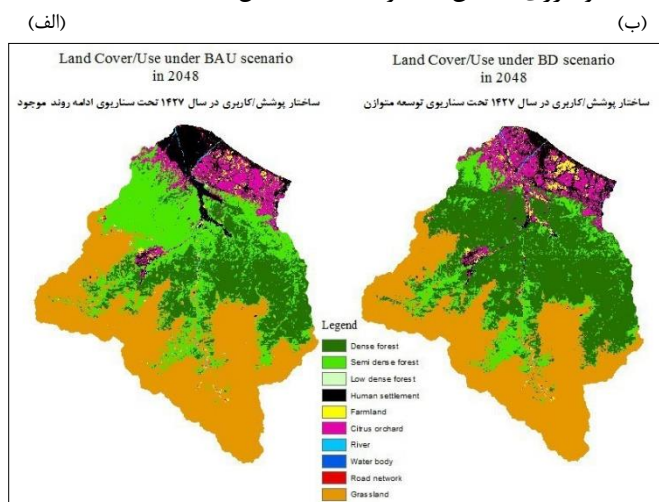 (الف)
(ب)
Land Cover/Use under BAU scenario
in 2048
ساختار پوشش/کاربری در سال ۱۴۲۷ تحت سناریوی ادامه روند موجود
Land Cover/Use under BD scenario
in 2048
ساختار پوشش/کاربری در سال ۱۴۲۷ تحت سناریوی توسعه متوازن
Legend
Dense forest
Semi dense forest
Low dense forest
Human settlement
Farmland
Citrus orchard
River
Water body
Road network
Grassland